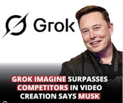 Grok
GROK IMAGINE SURPASSES
COMPETITORS IN VIDEO
CREATION SAYS MUSK